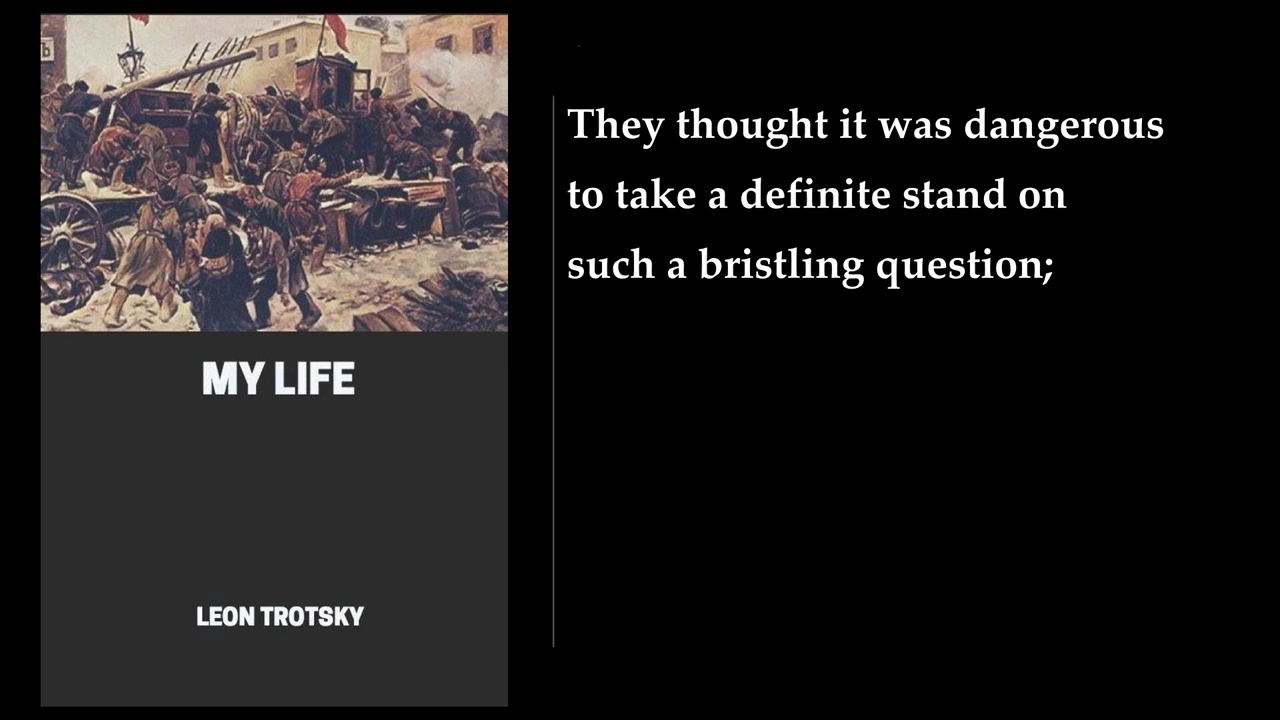 MY LIFE
LEON TROTSKY
They thought it was dangerous
to take a definite stand on
such a bristling question;